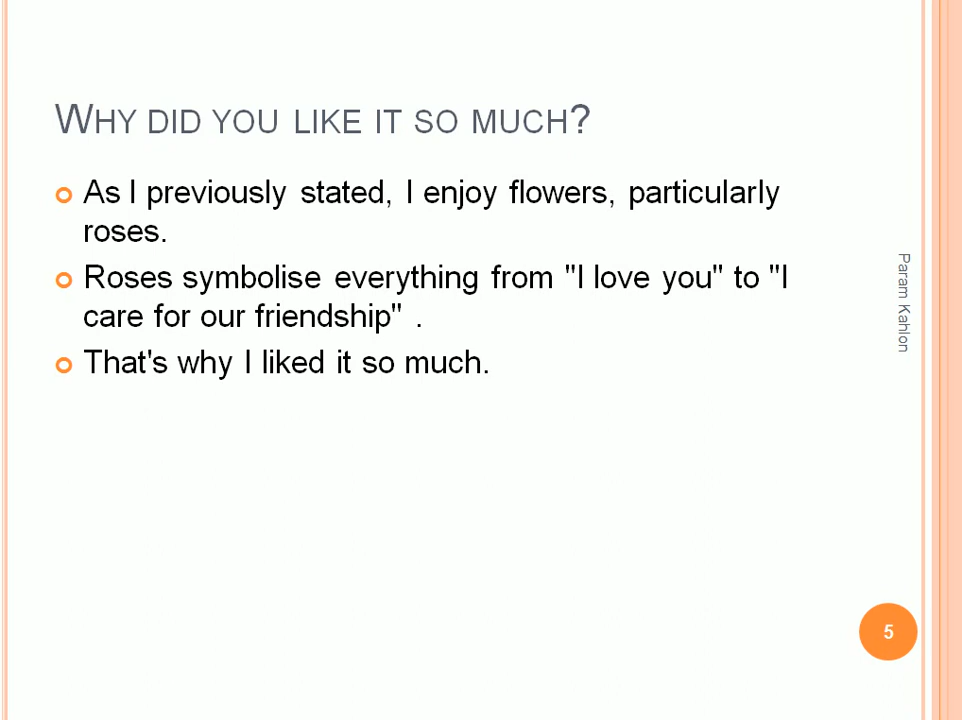 WHY DID YOU LIKE IT SO MUCH?
As I previously stated, I enjoy flowers, particularly
roses.
Roses symbolise everything from "I love you" to "I
care for our friendship" .
That's why I liked it so much.
Param Kahlon
5